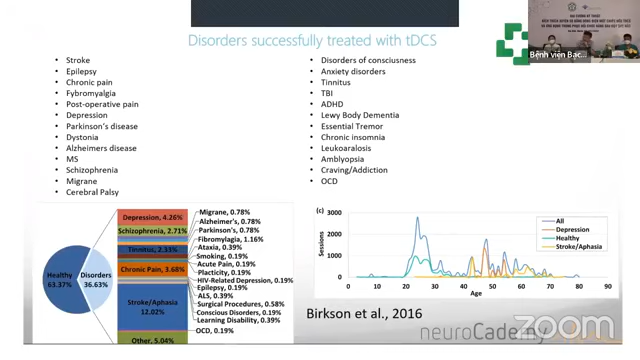 Disorders successfully treated with tDCS
• Stroke
• Epilepsy
• Chronic pain
• Fybromyalgia
• Post-operative pain
• Depression
• Parkinson's disease
• Dystonia
• Alzheimers disease
• MS
• Schizophrenia
• Migrane
• Cerebral Palsy
• Disorders of consciusness
• Anxiety disorders
• Tinnitus
• TBI
• ADHD
• Lewy Body Dementia
• Essential Tremor
• Chronic insomnia
• Leukoaralosis
• Amblyopsia
• Craving/Addiction
• OCD
Bệnh viện Bạc...
Healthy
63.37%
Disorders
36.63%
Depression, 4.26%
Schizophrenia, 2.71%
Tinnitus, 2.33%
Chronic Pain, 3.68%
Stroke/Aphasia
12.02%
Other, 5.04%
Migrane, 0.78%
Alzheimer's, 0.78%
Parkinson's, 0.78%
Fibromylagia, 1.16%
Ataxia, 0.39%
Smoking, 0.19%
Acute Pain, 0.19%
Placticity, 0.19%
HIV-Related Depression, 0.19%
Epilepsy, 0.19%
ALS, 0.39%
Surgical Procedures, 0.58%
Conscious Disorders, 0.19%
Learning Disability, 0.39%
OCD, 0.19%
(c)
Sessions
3000
2000
1000
0
0 10 20 30 40 50 60 70 80 90
Age
All
Depression
Healthy
Stroke/Aphasia
Birkson et al., 2016
neuroCademy
zoom